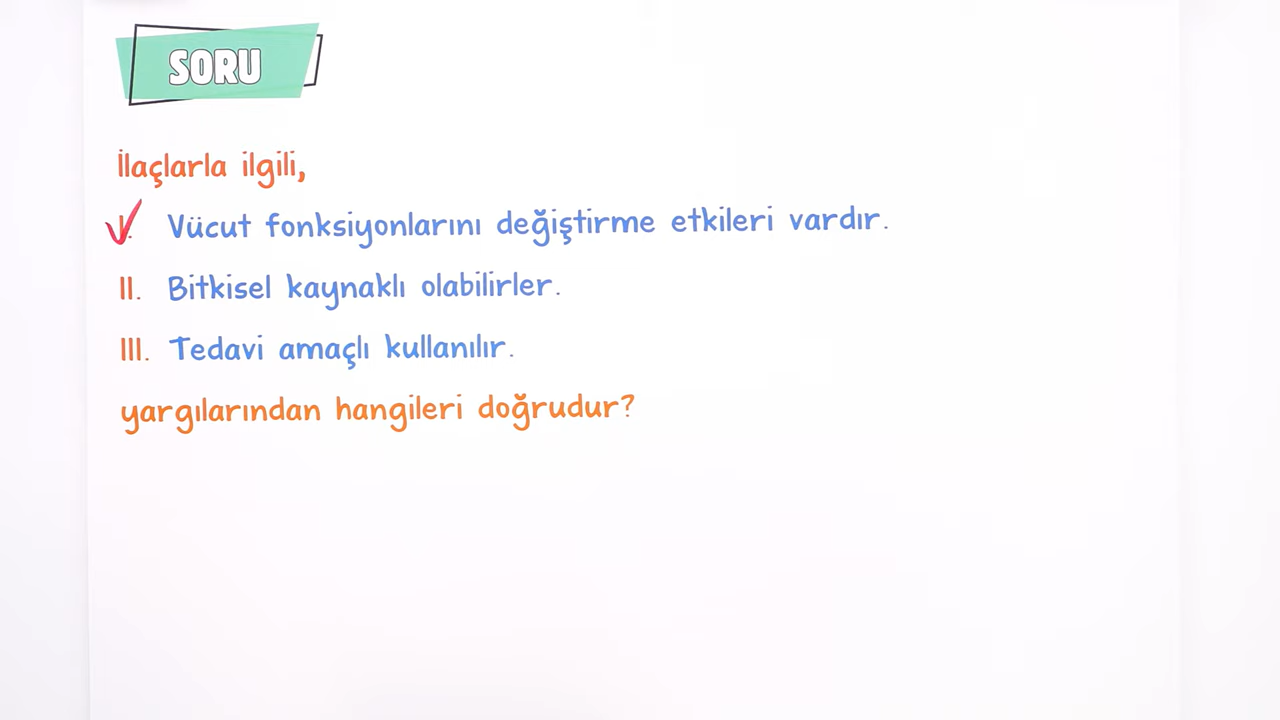 SORU
İlaçlarla ilgili,
I. Vücut fonksiyonlarını değiştirme etkileri vardır.
II. Bitkisel kaynaklı olabilirler.
III. Tedavi amaçlı kullanılır.
yargılarından hangileri doğrudur?